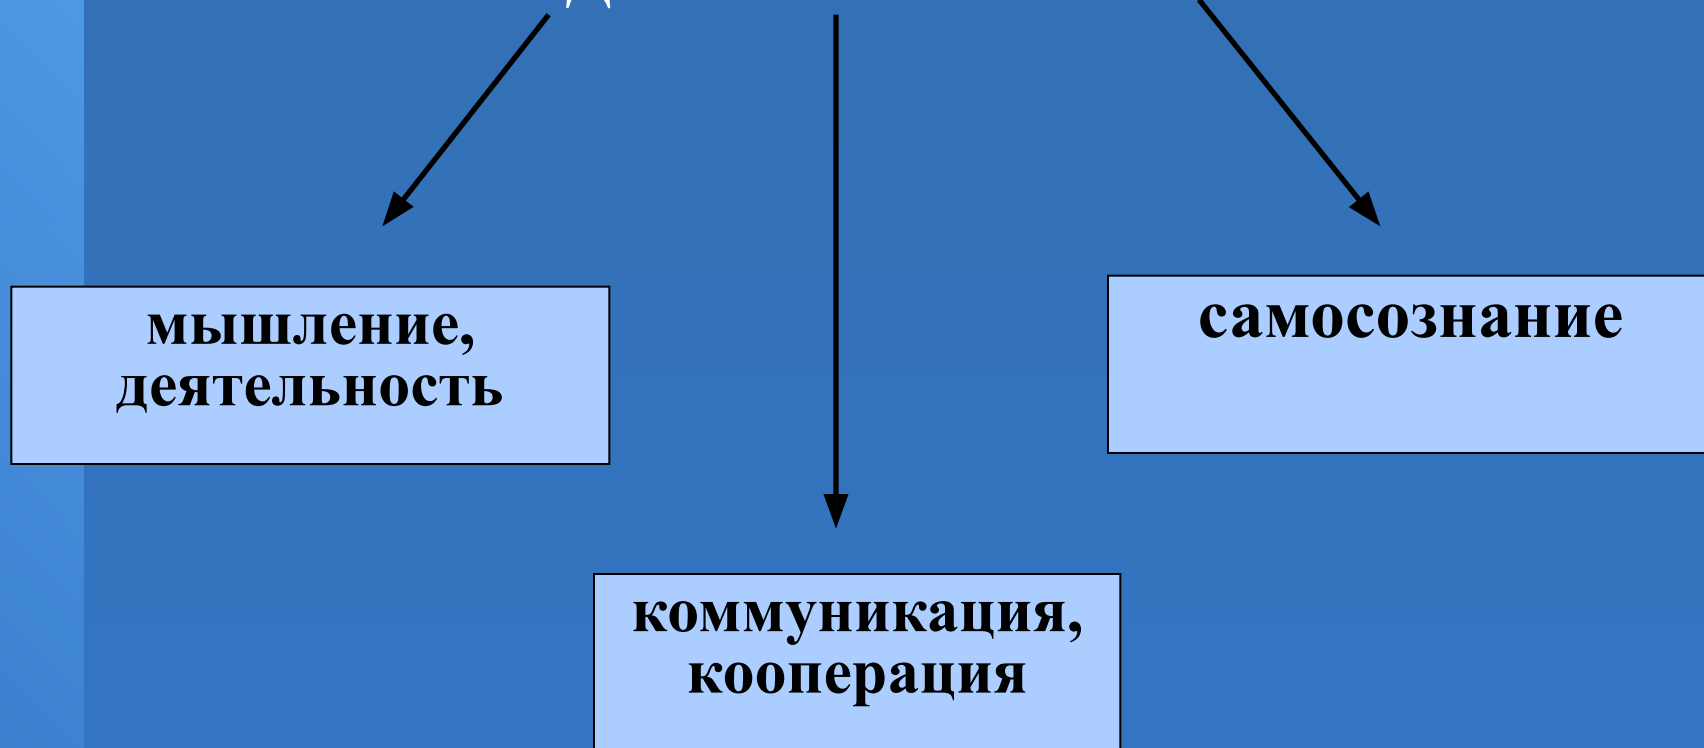 мышление,
деятельность
самосознание
коммуникация,
кооперация